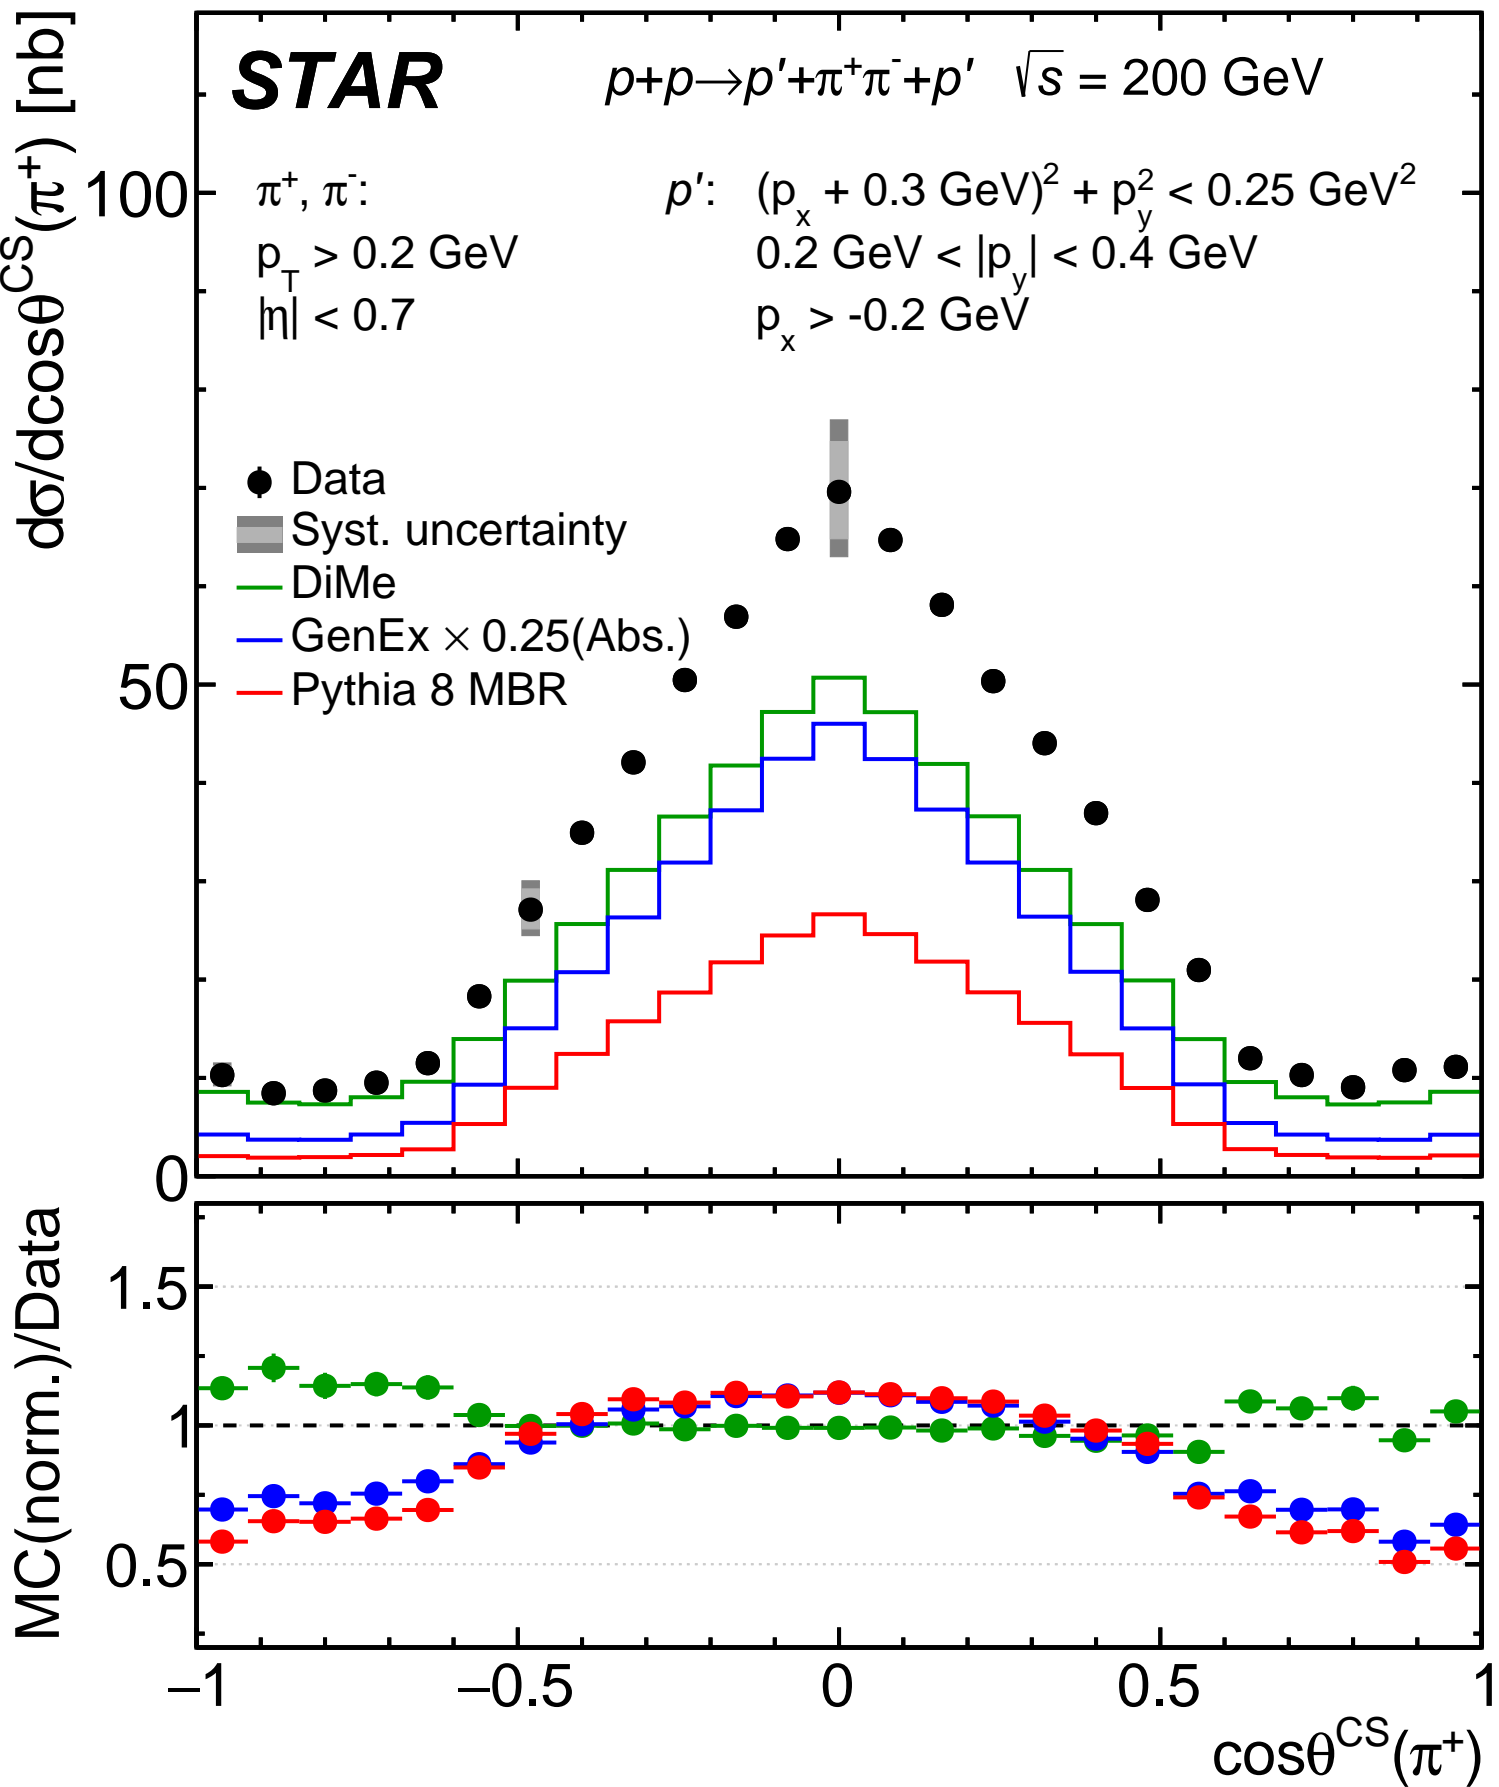 STAR p+p→p′+π⁺π⁻+p′ √s = 200 GeV
π⁺, π⁻: p′: (pₓ + 0.3 GeV)² + p_y² < 0.25 GeV²
p_T > 0.2 GeV 0.2 GeV < |p_y| < 0.4 GeV
|η| < 0.7 pₓ > -0.2 GeV
dσ/dcosθ^CS(π⁺) [nb]
100
50
0
Data
Syst. uncertainty
DiMe
GenEx × 0.25(Abs.)
Pythia 8 MBR
MC(norm.)/Data
1.5
1
0.5
−1 −0.5 0 0.5 1
cosθ^CS(π⁺)